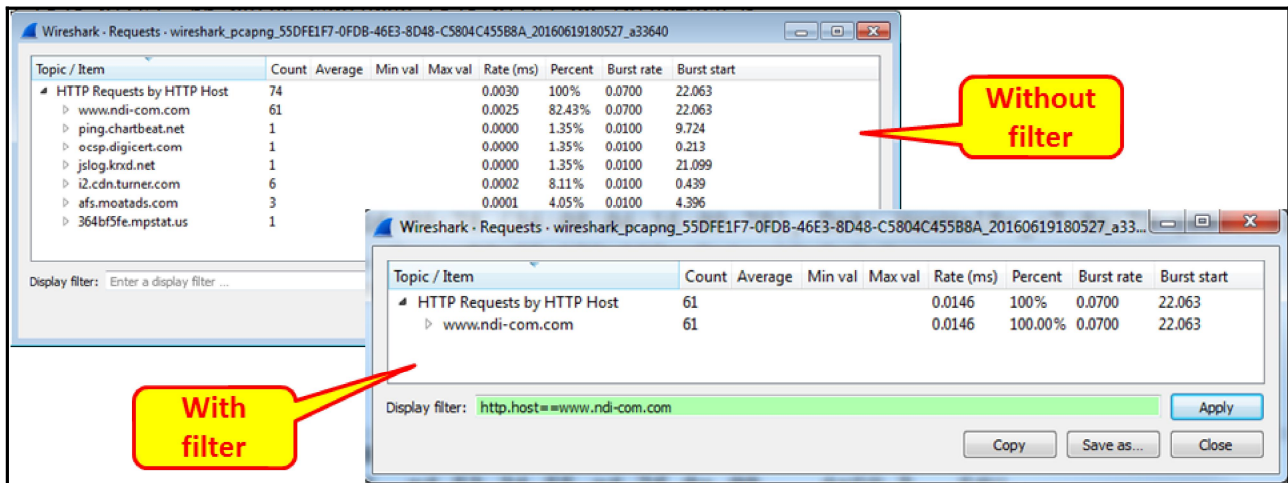 Wireshark · Requests · wireshark_pcapng_55DFE1F7-0FDB-46E3-8D48-C5804C455B8A_20160619180527_a33640
Topic / Item Count Average Min val Max val Rate (ms) Percent Burst rate Burst start
HTTP Requests by HTTP Host 74 0.0030 100% 0.0700 22.063
www.ndi-com.com 61 0.0025 82.43% 0.0700 22.063
ping.chartbeat.net 1 0.0000 1.35% 0.0100 9.724
ocsp.digicert.com 1 0.0000 1.35% 0.0100 0.213
jslog.krxd.net 1 0.0000 1.35% 0.0100 21.099
i2.cdn.turner.com 6 0.0002 8.11% 0.0100 0.439
afs.moatads.com 3 0.0001 4.05% 0.0100 4.396
364bf5fe.mpstat.us 1
Display filter: Enter a display filter ...
Without
filter
Wireshark · Requests · wireshark_pcapng_55DFE1F7-0FDB-46E3-8D48-C5804C455B8A_20160619180527_a33...
Topic / Item Count Average Min val Max val Rate (ms) Percent Burst rate Burst start
HTTP Requests by HTTP Host 61 0.0146 100% 0.0700 22.063
www.ndi-com.com 61 0.0146 100.00% 0.0700 22.063
Display filter: http.host==www.ndi-com.com Apply
Copy Save as... Close
With
filter